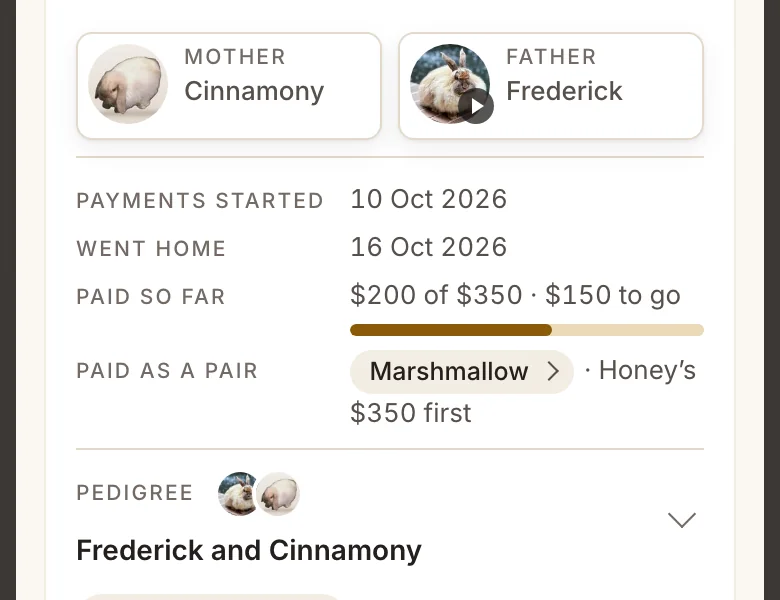 MOTHER
Cinnamony
FATHER
Frederick
PAYMENTS STARTED 10 Oct 2026
WENT HOME 16 Oct 2026
PAID SO FAR $200 of $350 · $150 to go
PAID AS A PAIR Marshmallow · Honey’s
$350 first
PEDIGREE
Frederick and Cinnamony